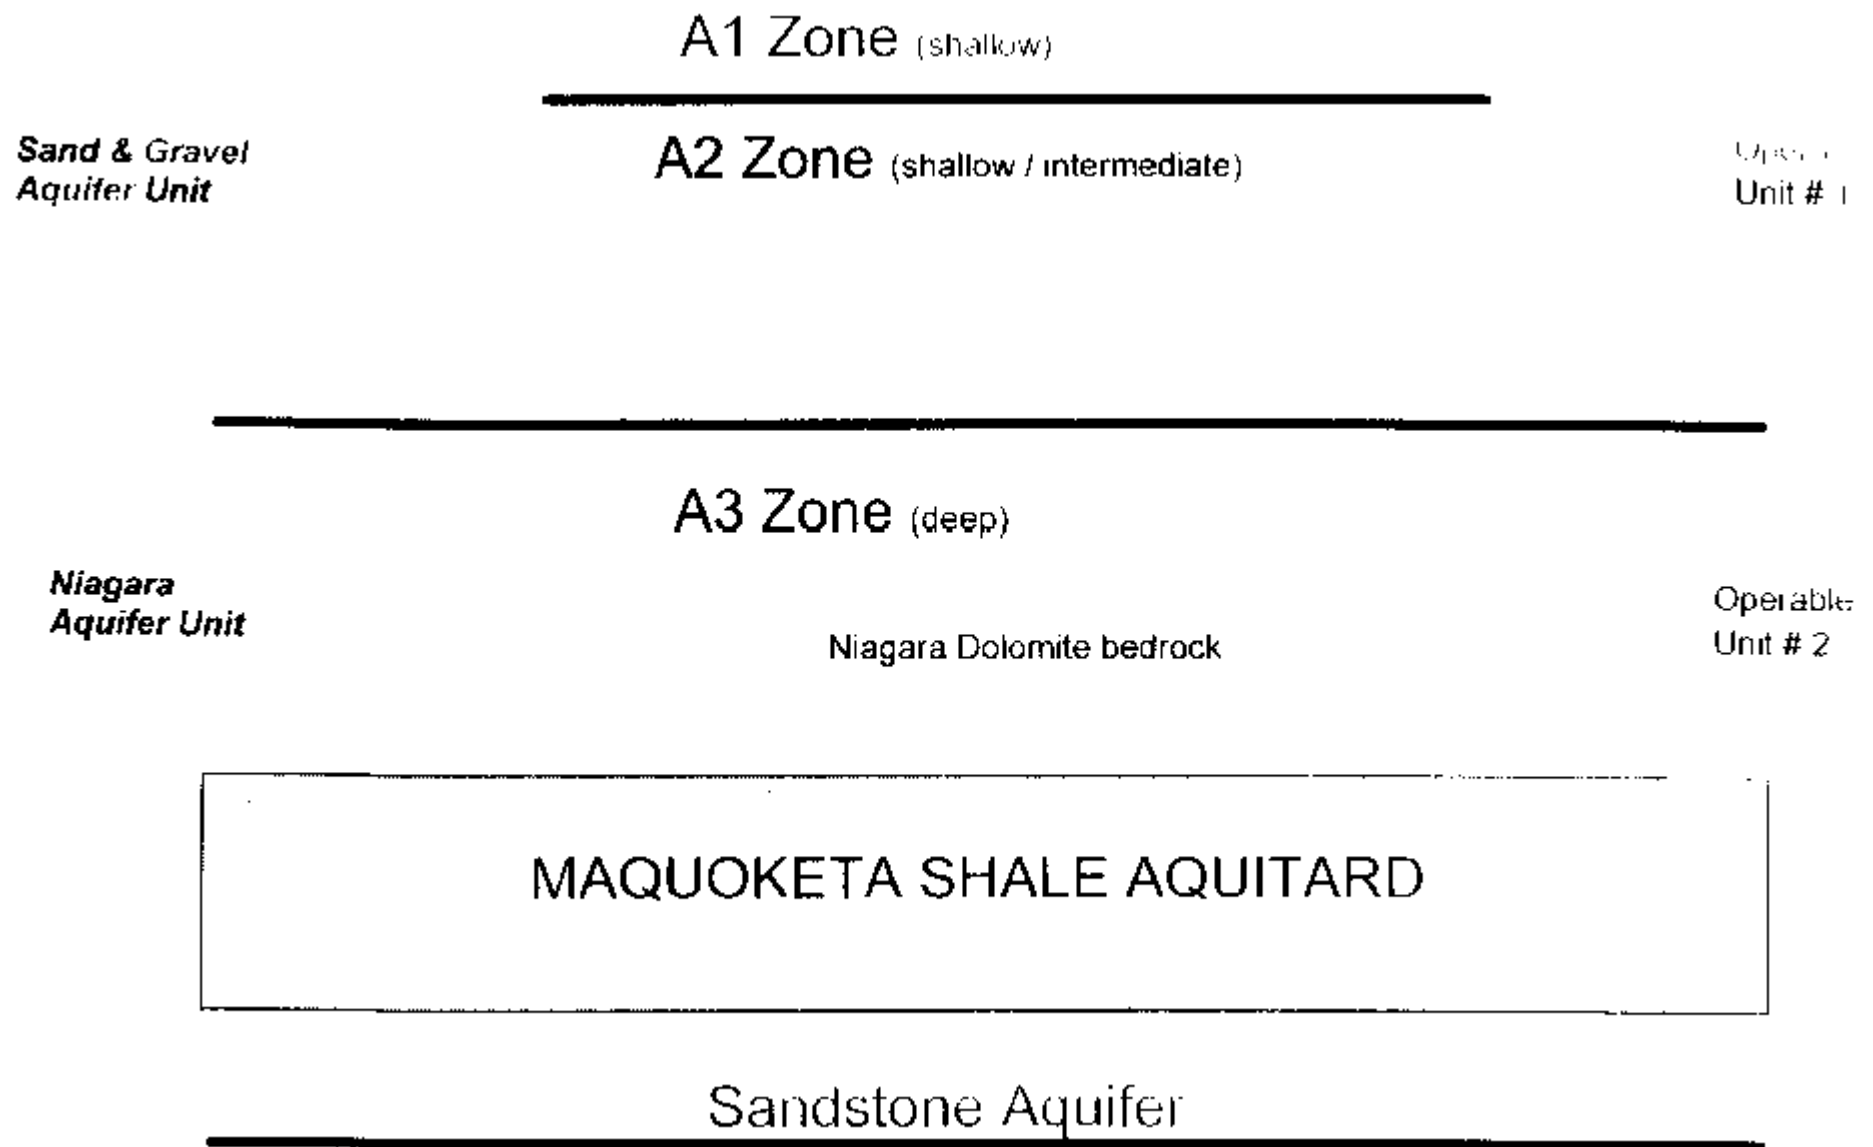 A1 Zone (shallow)
Sand & Gravel
Aquifer Unit
A2 Zone (shallow / intermediate)
Unit #
A3 Zone (deep)
Niagara
Aquifer Unit
Niagara Dolomite bedrock
Operable
Unit # 2
MAQUOKETA SHALE AQUITARD
Sandstone Aquifer